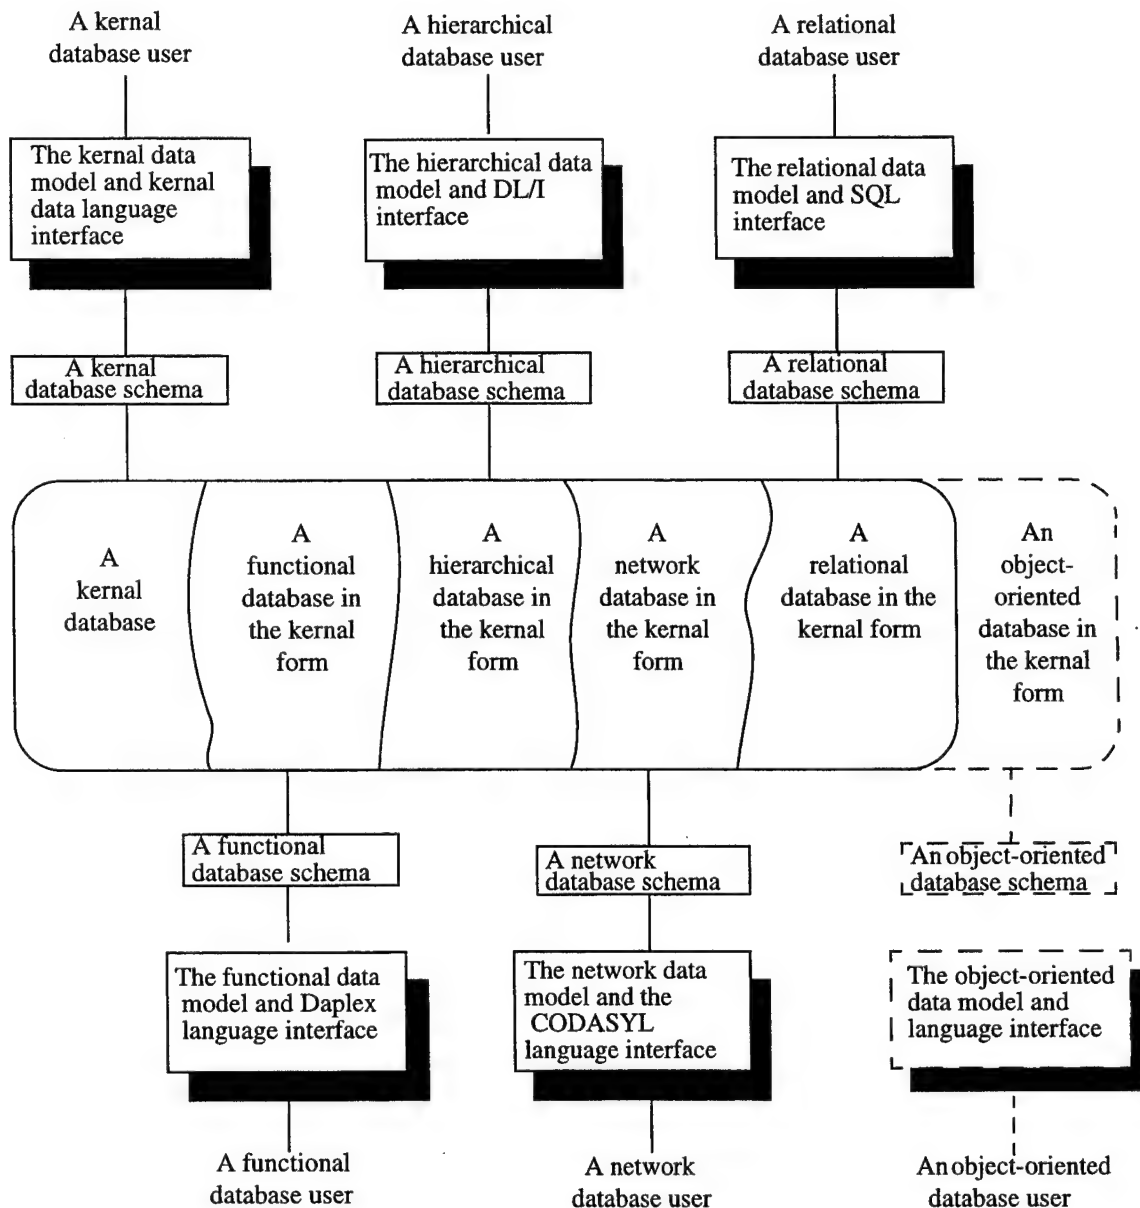 A kernal
database user
A hierarchical
database user
A relational
database user
The kernal data
model and kernal
data language
interface
The hierarchical data
model and DL/I
interface
The relational data
model and SQL
interface
A kernal
database schema
A hierarchical
database schema
A relational
database schema
A
kernal
database
A
functional
database in
the kernal
form
A
hierarchical
database in
the kernal
form
A
network
database in
the kernal
form
A
relational
database in the
kernal form
An
object-
oriented
database in
the kernal
form
A functional
database schema
A network
database schema
An object-oriented
database schema
The functional data
model and Daplex
language interface
The network data
model and the
CODASYL
language interface
The object-oriented
data model and
language interface
A functional
database user
A network
database user
An object-oriented
database user